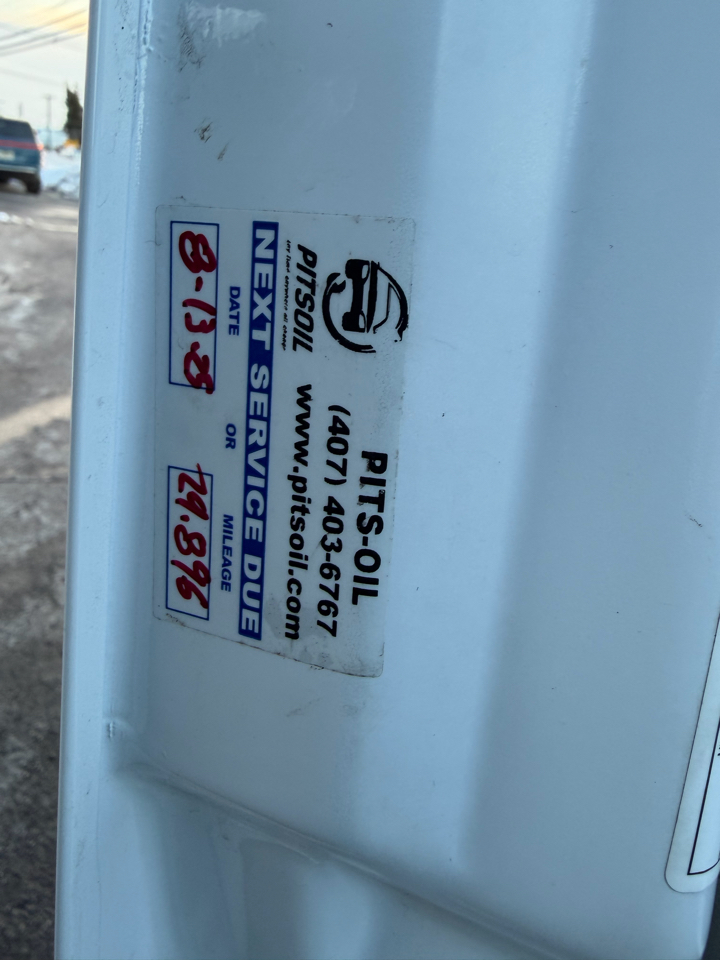 PITS-OIL
(407) 403-6767
www.pitsoil.com
PITSOIL
NEXT SERVICE DUE
DATE OR MILEAGE
8-13-25 79.896